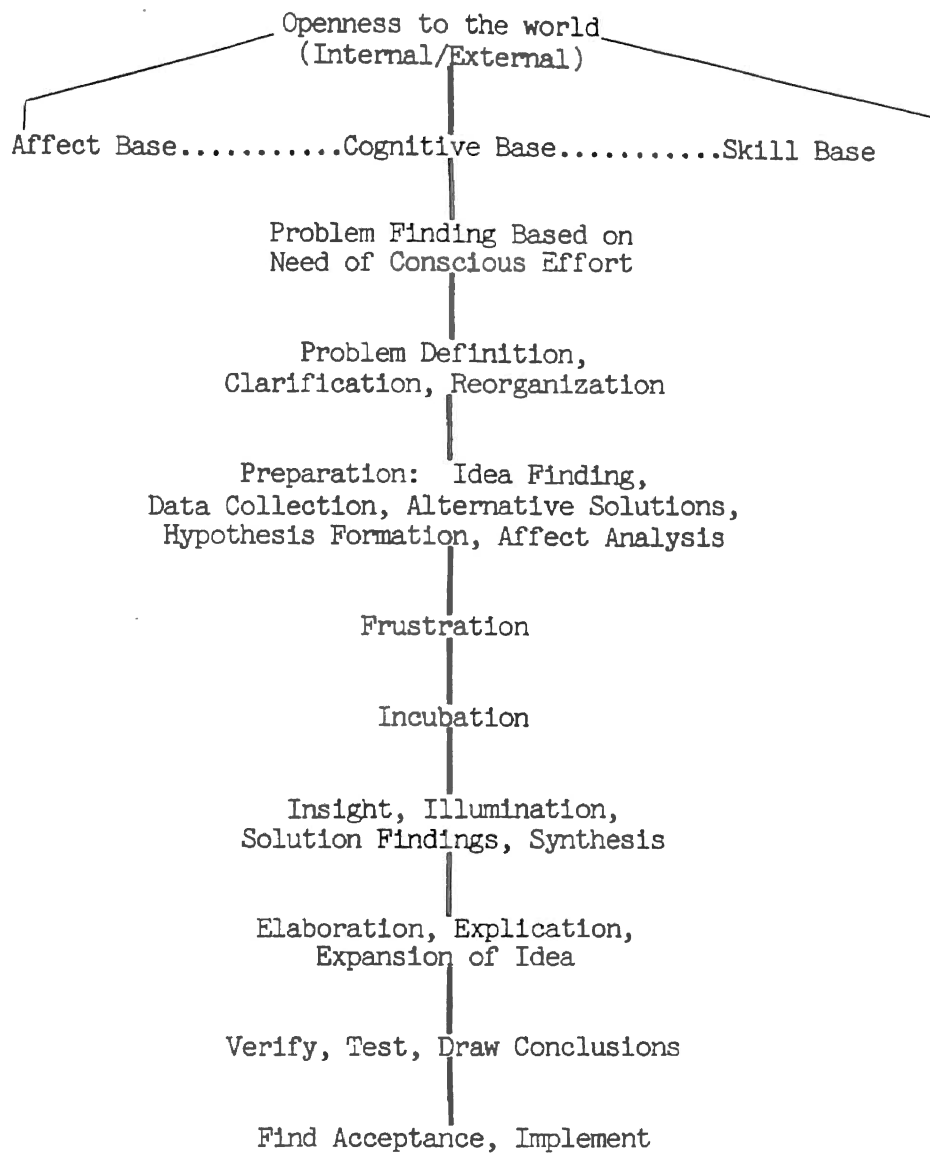 Openness to the world
(Internal/External)
Affect Base...........Cognitive Base...........Skill Base
Problem Finding Based on
Need of Conscious Effort
Problem Definition,
Clarification, Reorganization
Preparation: Idea Finding,
Data Collection, Alternative Solutions,
Hypothesis Formation, Affect Analysis
Frustration
Incubation
Insight, Illumination,
Solution Findings, Synthesis
Elaboration, Explication,
Expansion of Idea
Verify, Test, Draw Conclusions
Find Acceptance, Implement